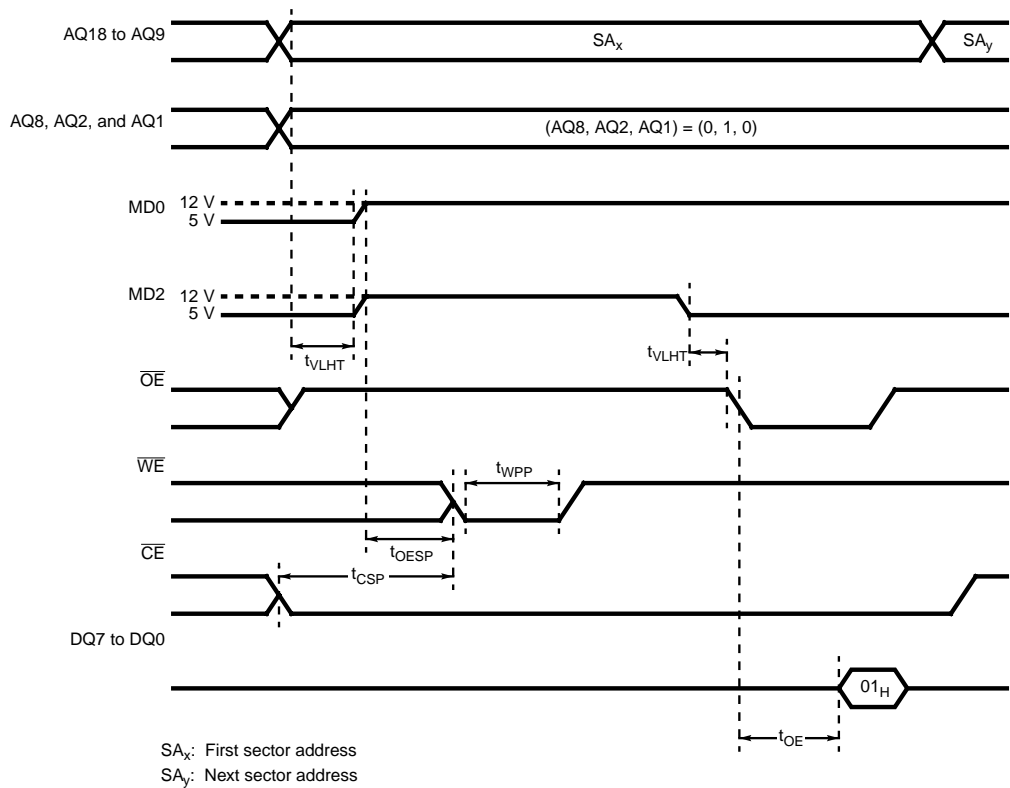 AQ18 to AQ9
SAx
SAy
AQ8, AQ2, and AQ1
(AQ8, AQ2, AQ1) = (0, 1, 0)
MD0
12 V
5 V
MD2
12 V
5 V
tVLHT
tVLHT
OE
WE
tWPP
tOESP
CE
tCSP
DQ7 to DQ0
01H
tOE
SAx: First sector address
SAy: Next sector address